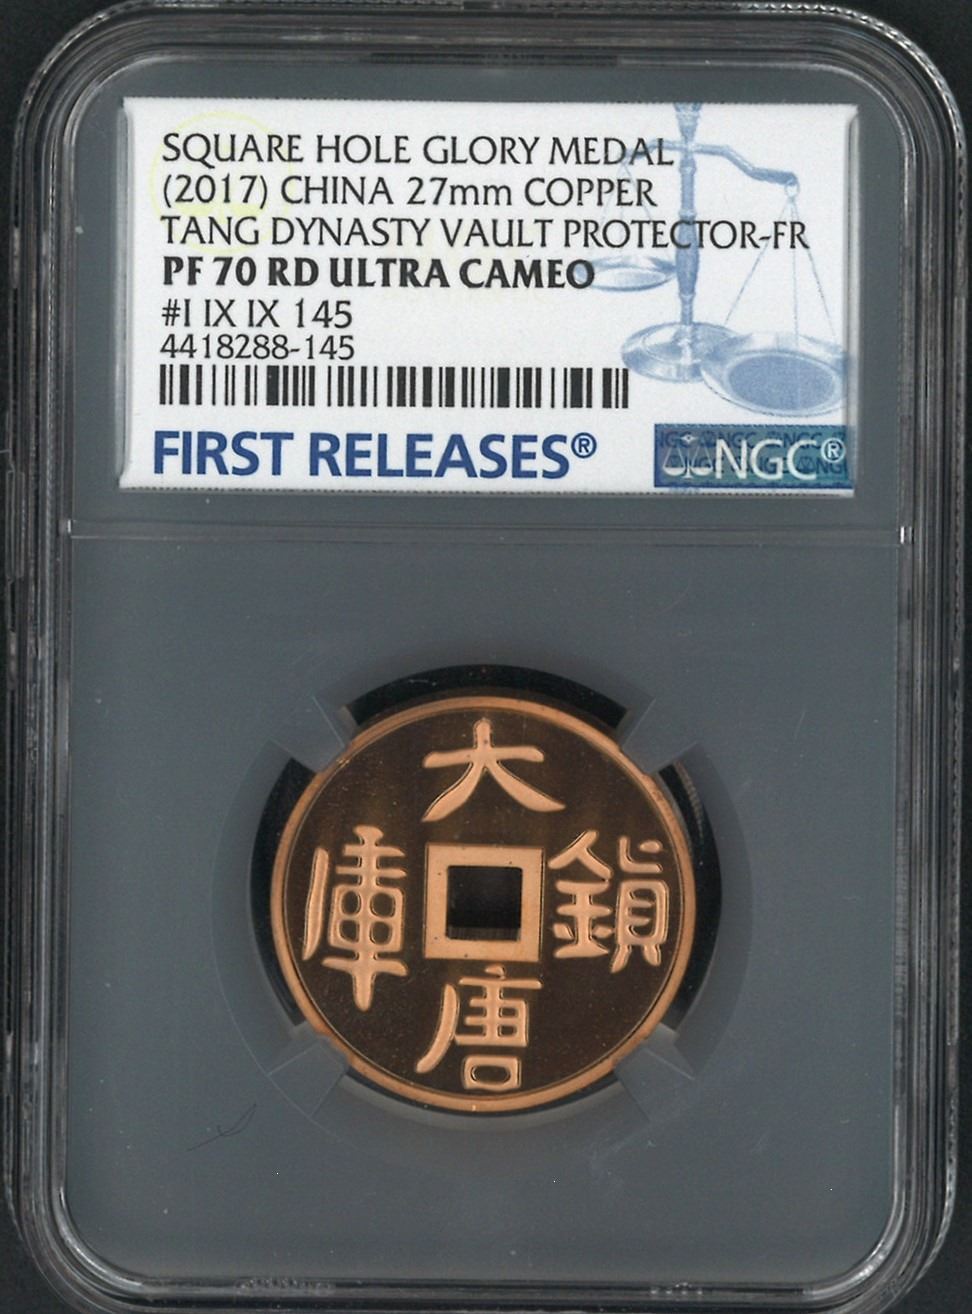 SQUARE HOLE GLORY MEDAL
(2017) CHINA 27mm COPPER
TANG DYNASTY VAULT PROTECTOR-FR
PF 70 RD ULTRA CAMEO
#I IX IX 145
4418288-145
FIRST RELEASES®
NGC®
大
唐
鎮
庫